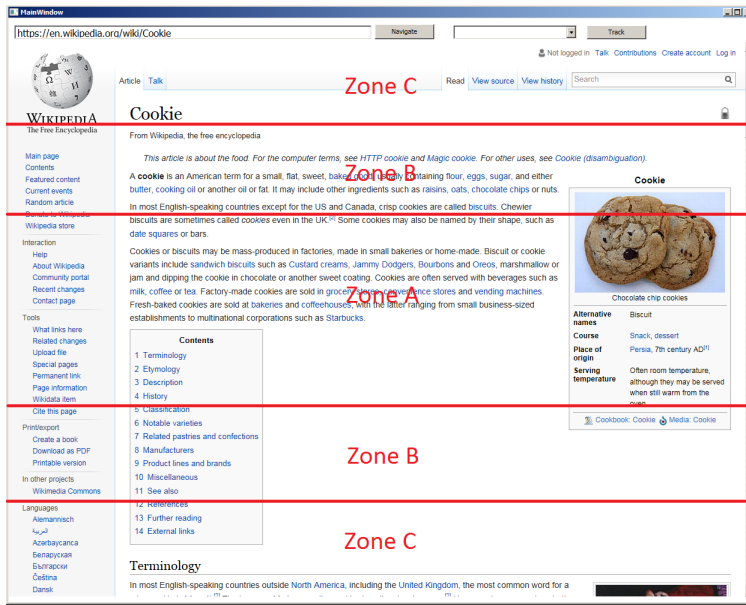 MainWindow
https://en.wikipedia.org/wiki/Cookie
Navigate
Track
Not logged in Talk Contributions Create account Log in
Article Talk
Read View source View history
Search
Zone C
WIKIPEDIA
The Free Encyclopedia
Main page
Contents
Featured content
Current events
Random article
Donate to Wikipedia
Wikipedia store
Interaction
Help
About Wikipedia
Community portal
Recent changes
Contact page
Tools
What links here
Related changes
Upload file
Special pages
Permanent link
Page information
Wikidata item
Cite this page
Print/export
Create a book
Download as PDF
Printable version
In other projects
Wikimedia Commons
Languages
Alemannisch
العربية
Azərbaycanca
Беларуская
Български
Čeština
Dansk
Cookie
From Wikipedia, the free encyclopedia
This article is about the food. For the computer terms, see HTTP cookie and Magic cookie. For other uses, see Cookie (disambiguation).
Zone B
A cookie is an American term for a small, flat, sweet, baked good, usually containing flour, eggs, sugar, and either
butter, cooking oil or another oil or fat. It may include other ingredients such as raisins, oats, chocolate chips or nuts.
In most English-speaking countries except for the US and Canada, crisp cookies are called biscuits. Chewier
biscuits are sometimes called cookies even in the UK. Some cookies may also be named by their shape, such as
date squares or bars.
Cookies or biscuits may be mass-produced in factories, made in small bakeries or home-made. Biscuit or cookie
variants include sandwich biscuits such as Custard creams, Jammy Dodgers, Bourbons and Oreos, marshmallow or
jam and dipping the cookie in chocolate or another sweet coating. Cookies are often served with beverages such as
milk, coffee or tea. Factory-made cookies are sold in grocery stores, convenience stores and vending machines.
Zone A
Fresh-baked cookies are sold at bakeries and coffeehouses, with the latter ranging from small business-sized
establishments to multinational corporations such as Starbucks.
Cookie
Chocolate chip cookies
Alternative names Biscuit
Course Snack, dessert
Place of origin Persia, 7th century AD[1]
Serving temperature Often room temperature,
although they may be served
when still warm from the
oven
Cookbook: Cookie Media: Cookie
Contents
1 Terminology
2 Etymology
3 Description
4 History
5 Classification
6 Notable varieties
7 Related pastries and confections
8 Manufacturers
9 Product lines and brands
10 Miscellaneous
11 See also
12 References
13 Further reading
14 External links
Zone B
Zone C
Terminology
In most English-speaking countries outside North America, including the United Kingdom, the most common word for a